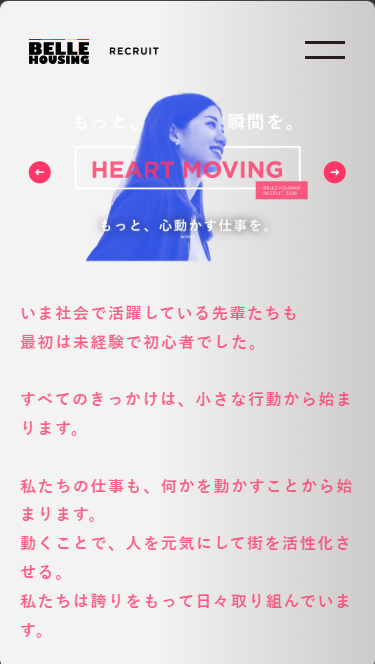 BELLE
HOUSING
RECRUIT
もっと、
瞬間を。
HEART MOVING
BELLE HOUSING
RECRUIT 2026
もっと、心動かす仕事を。
いま社会で活躍している先輩たちも
最初は未経験で初心者でした。
すべてのきっかけは、小さな行動から始ま
ります。
私たちの仕事も、何かを動かすことから始
まります。
動くことで、人を元気にして街を活性化さ
せる。
私たちは誇りをもって日々取り組んでいま
す。